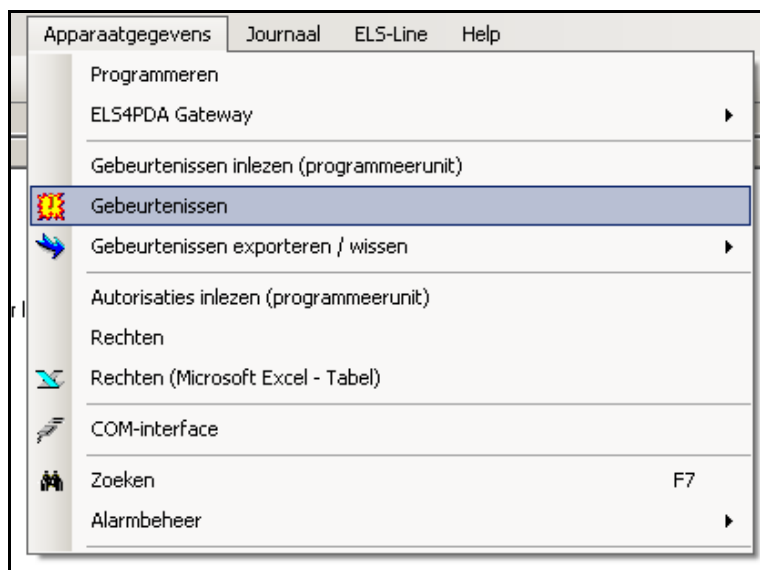 Apparaatgegevens Journaal ELS-Line Help
Programmeren
ELS4PDA Gateway
Gebeurtenissen inlezen (programmeerunit)
Gebeurtenissen
Gebeurtenissen exporteren / wissen
Autorisaties inlezen (programmeerunit)
r l
Rechten
Rechten (Microsoft Excel - Tabel)
COM-interface
Zoeken F7
Alarmbeheer